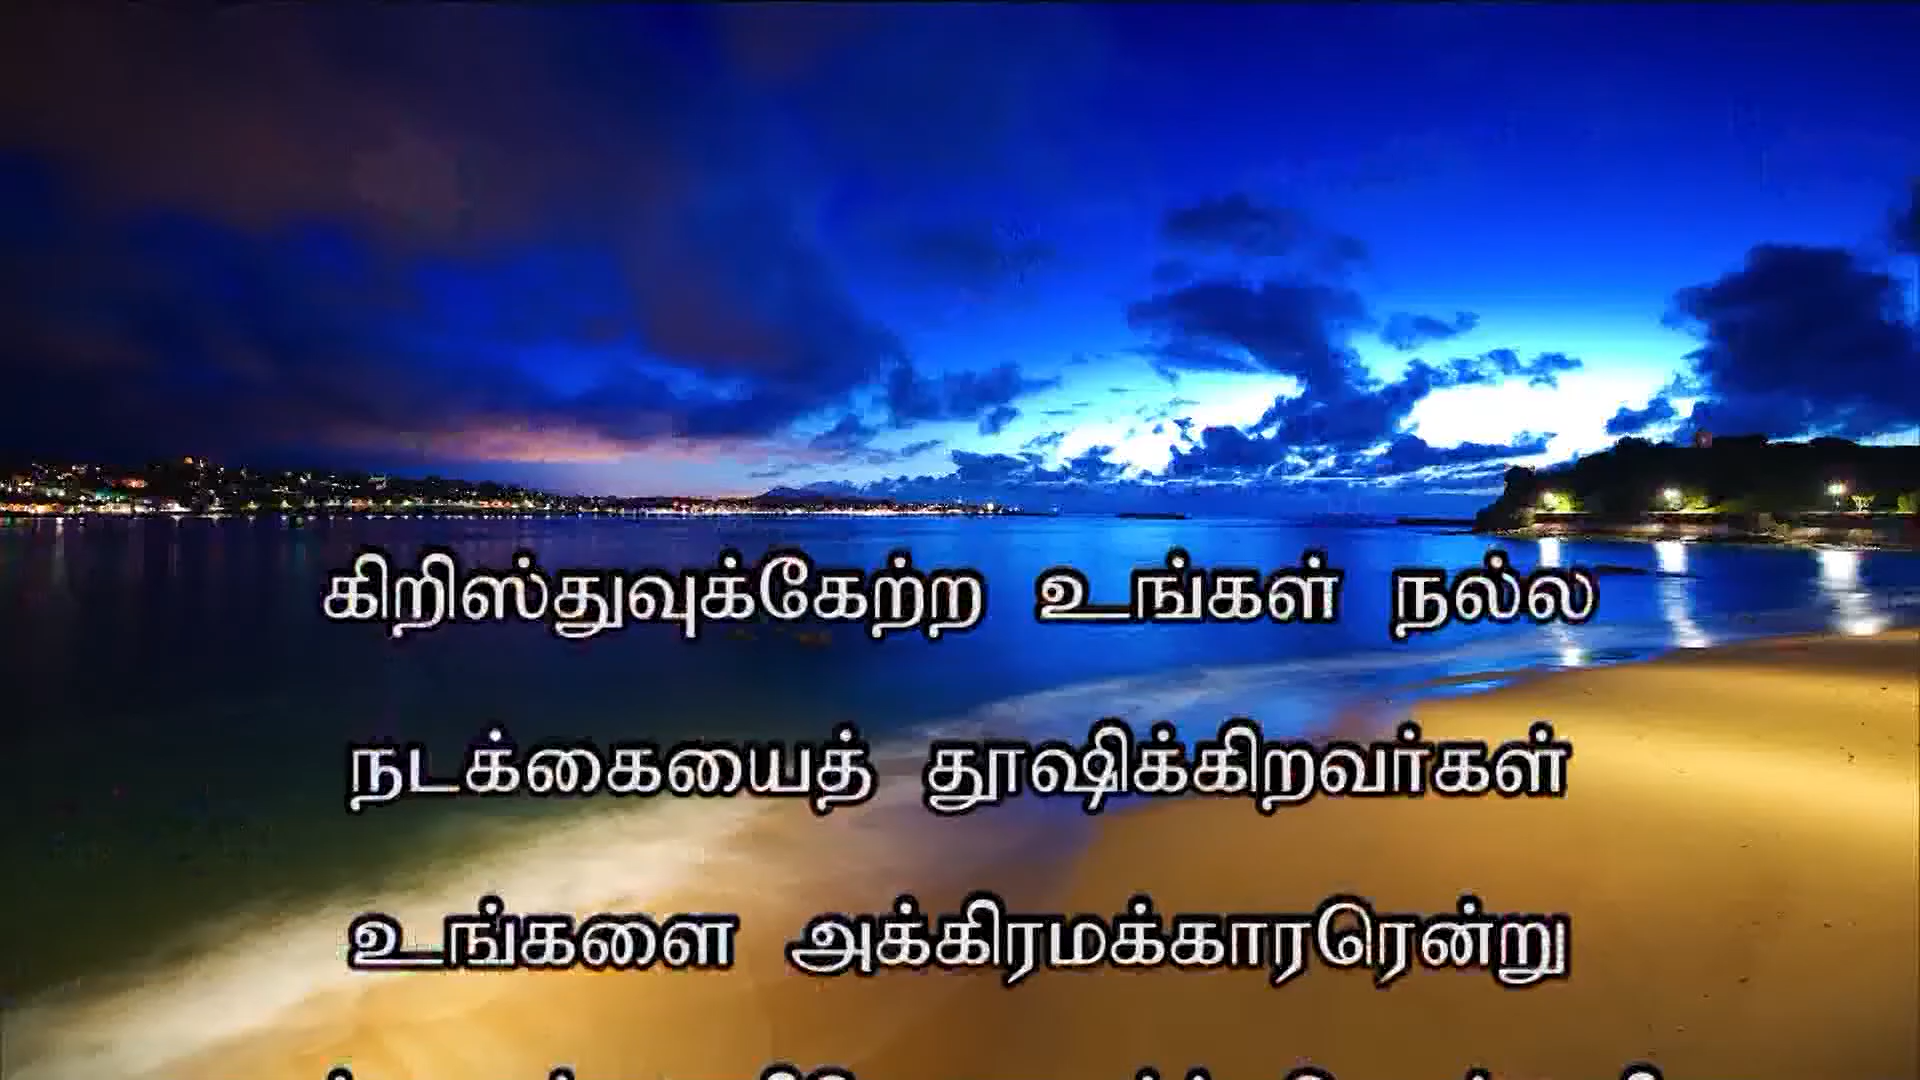 கிறிஸ்துவுக்கேற்ற உங்கள் நல்ல
நடக்கையைத் தூஷிக்கிறவர்கள்
உங்களை அக்கிரமக்காரரென்று